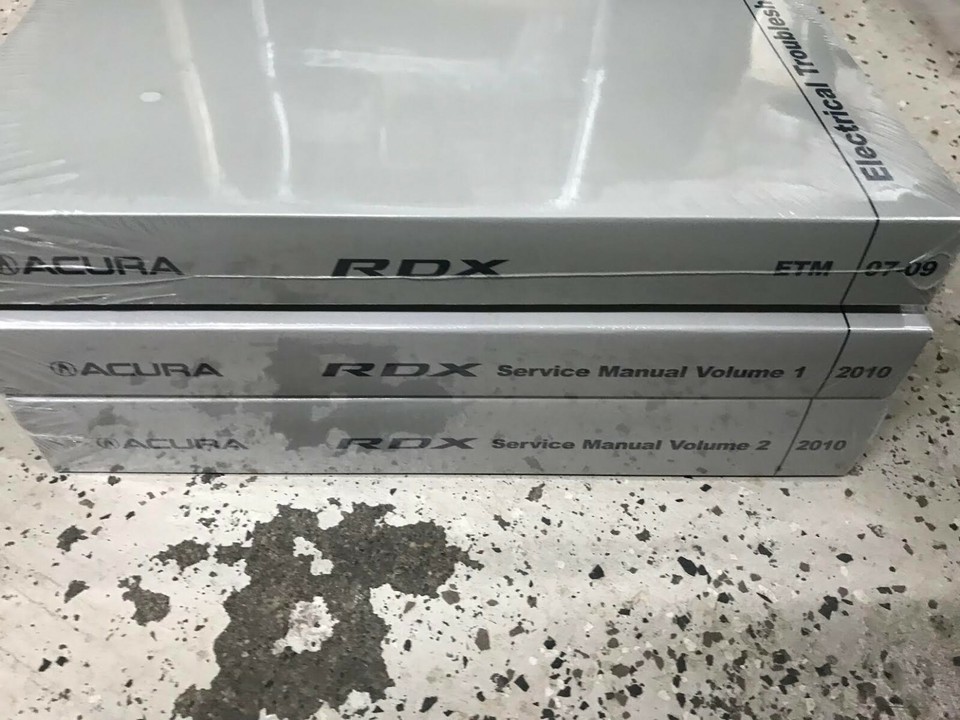 Electrical
ACURA RDX ETM 07-09
ACURA RDX Service Manual Volume 1 2010
ACURA RDX Service Manual Volume 2 2010